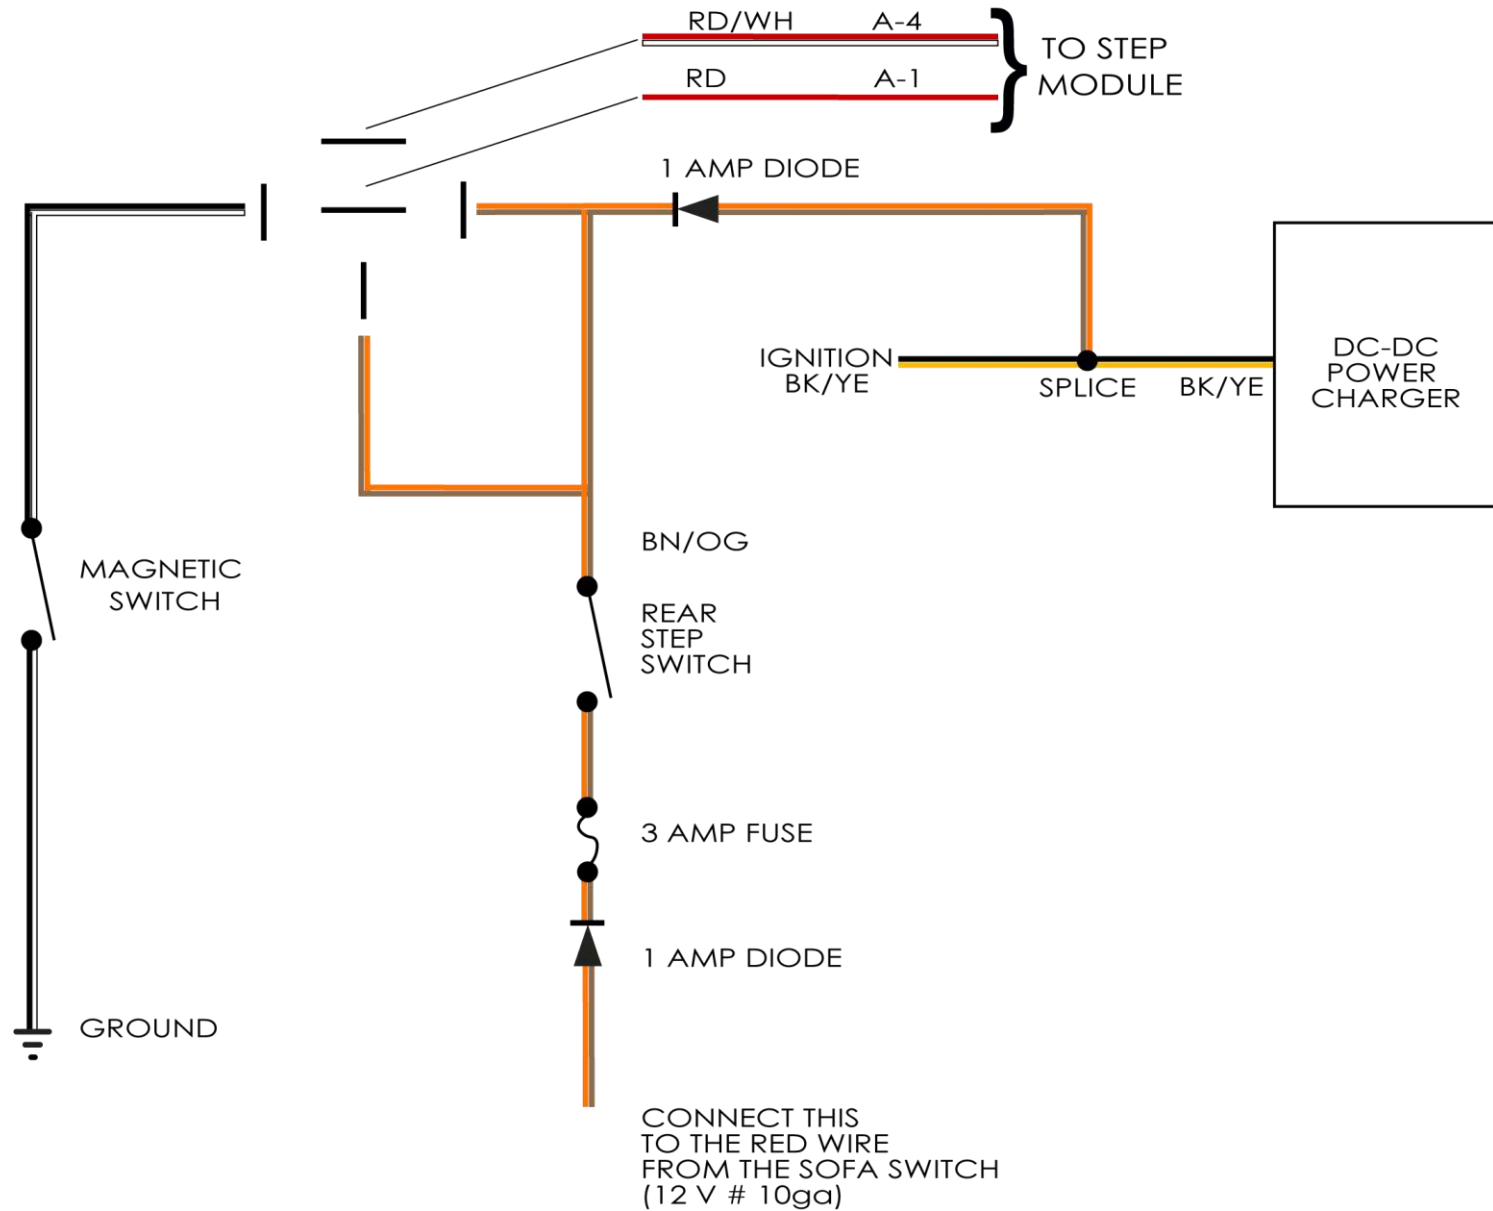 RD/WH A-4
RD A-1
TO STEP
MODULE
1 AMP DIODE
IGNITION
BK/YE
SPLICE
BK/YE
DC-DC
POWER
CHARGER
MAGNETIC
SWITCH
BN/OG
REAR
STEP
SWITCH
3 AMP FUSE
1 AMP DIODE
GROUND
CONNECT THIS
TO THE RED WIRE
FROM THE SOFA SWITCH
(12 V # 10ga)